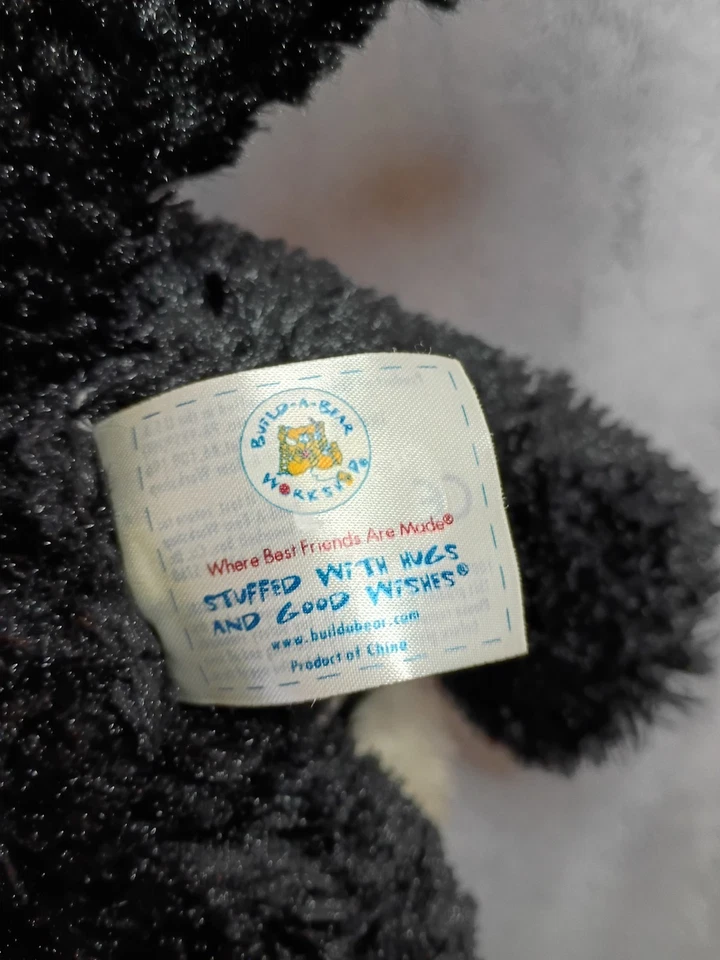 BUILD-A-BEAR
WORKSHOP®
Where Best Friends Are Made®
STUFFED WITH HUGS
AND GOOD WISHES®
www.buildabear.com
Product of China